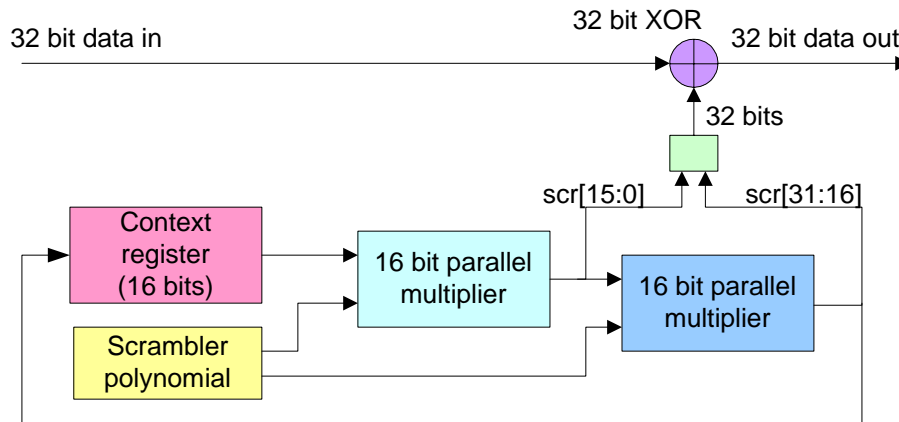 32 bit XOR
32 bit data in
32 bit data out
32 bits
scr[15:0]
scr[31:16]
Context
register
(16 bits)
16 bit parallel
multiplier
16 bit parallel
multiplier
Scrambler
polynomial